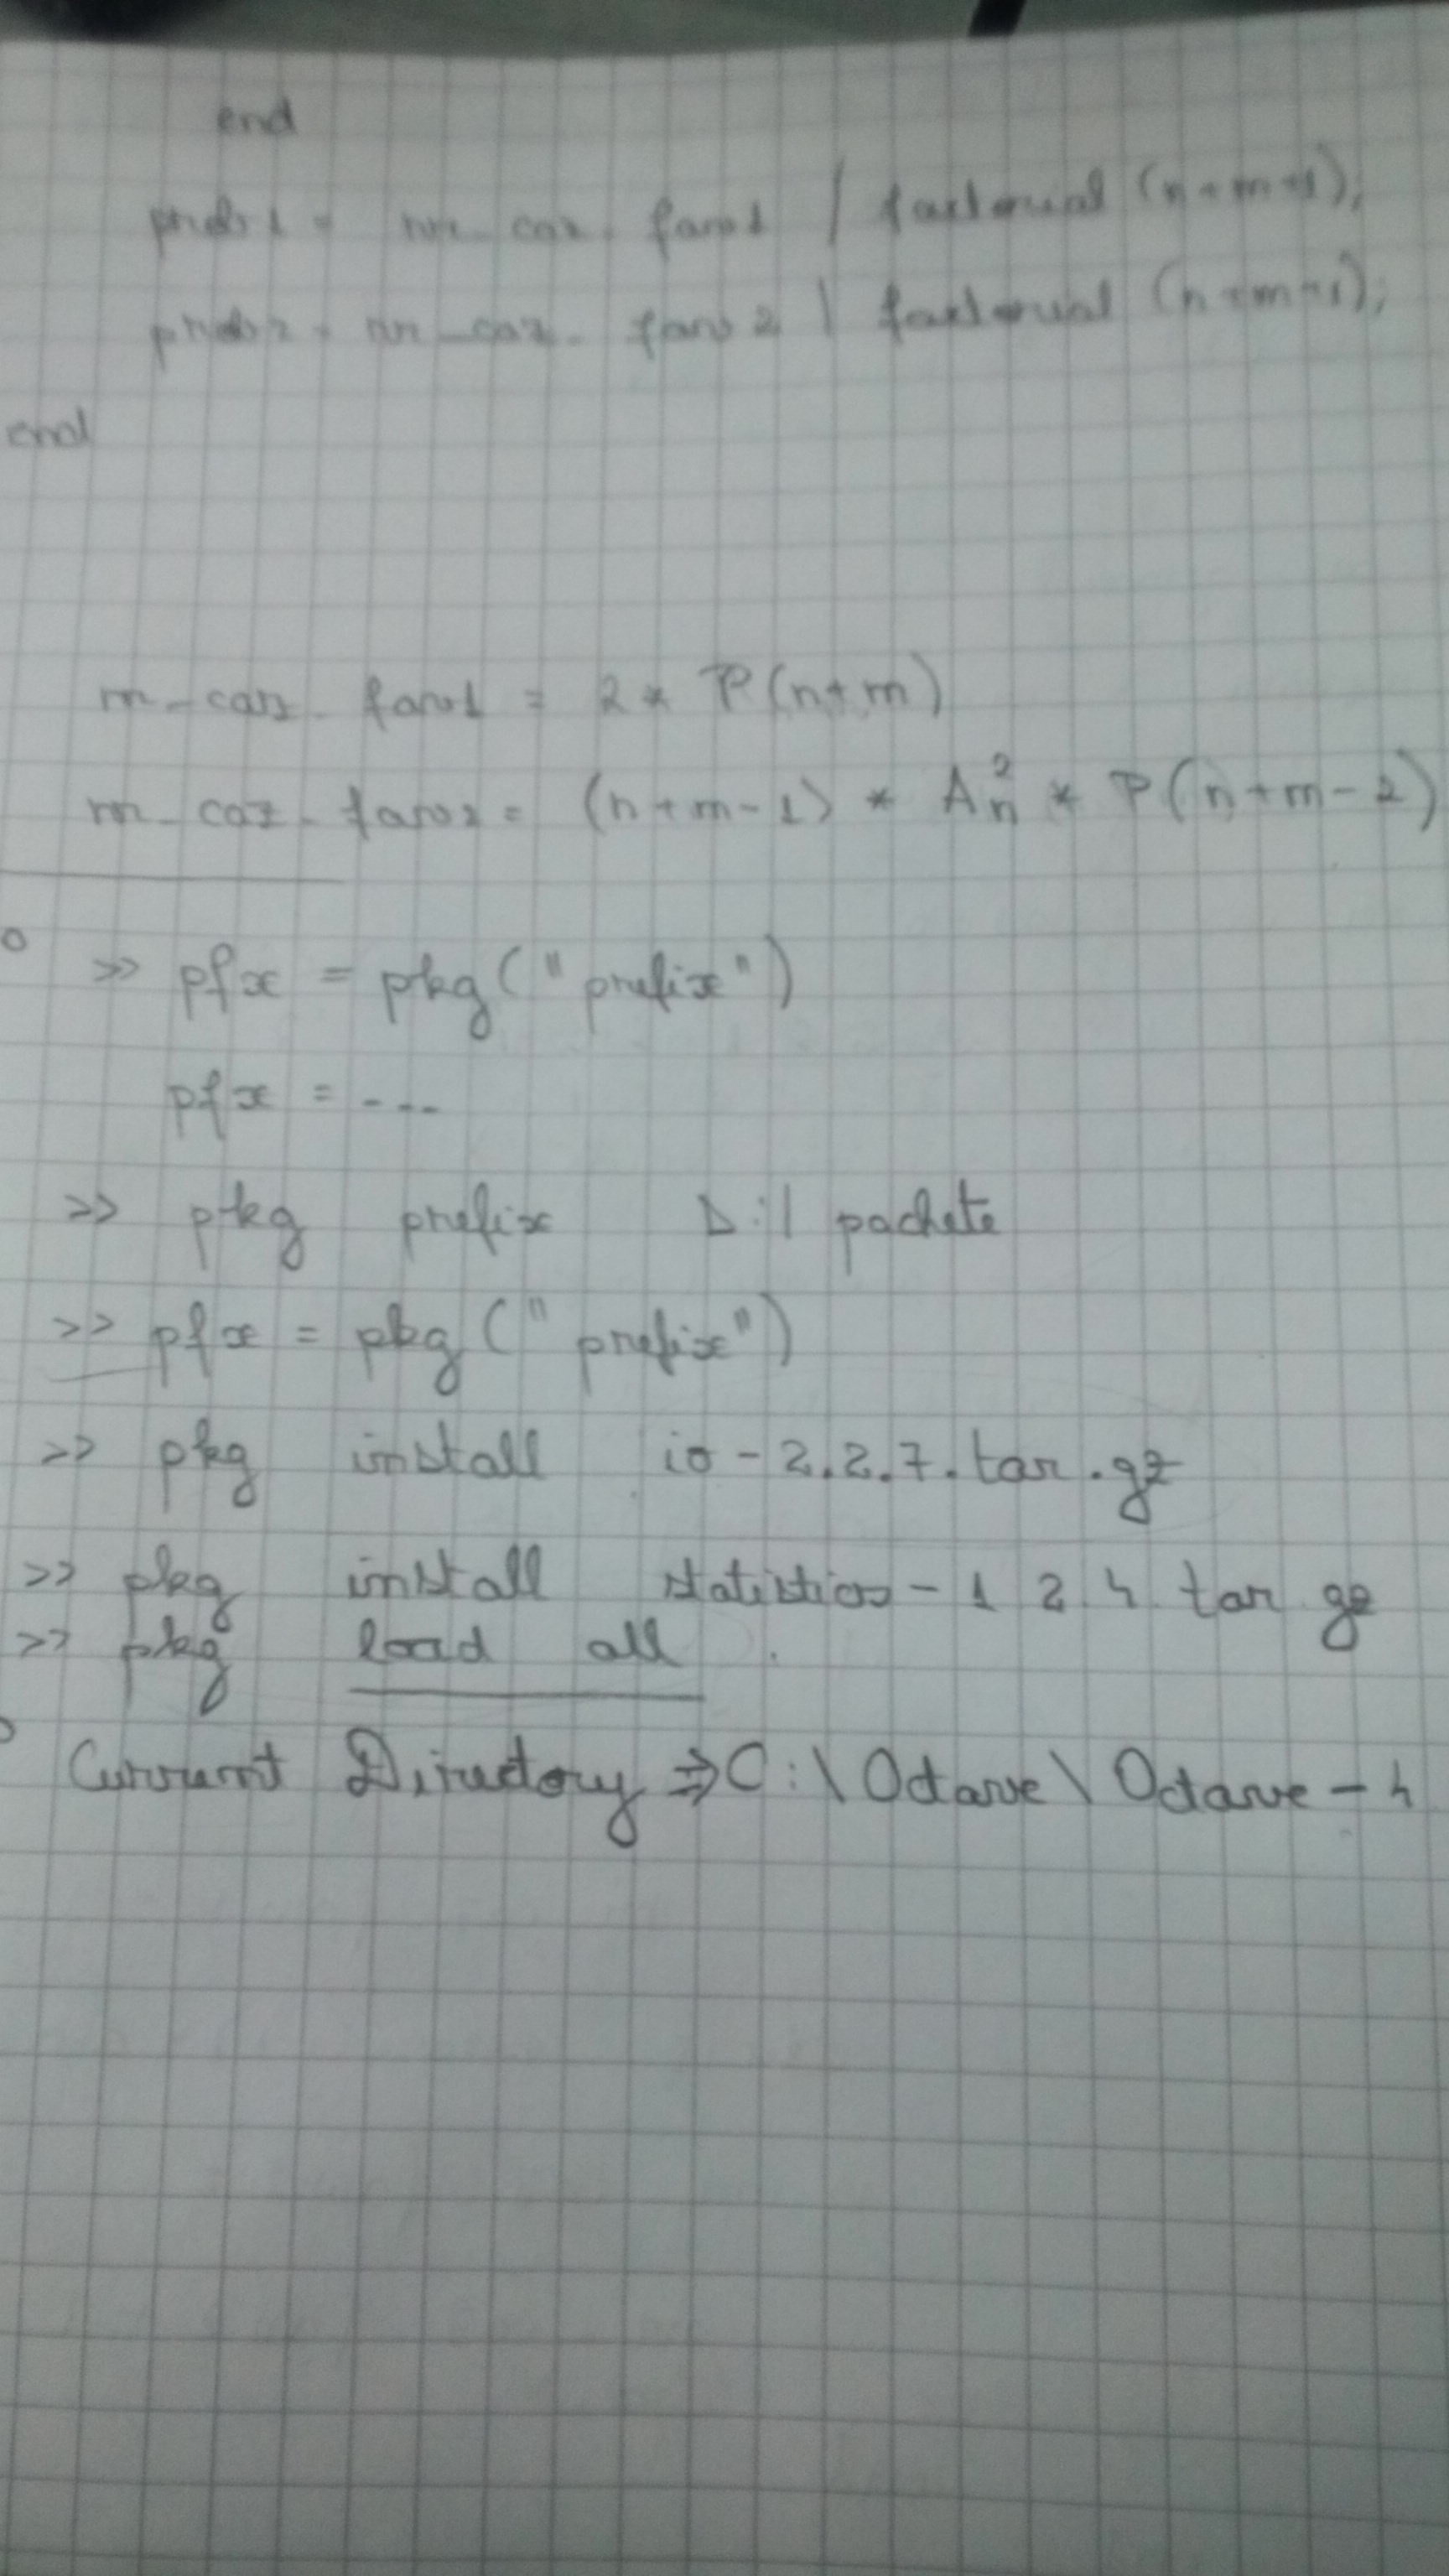 end
prob1 = nr_caz_fav1 / factorial (n+m+1);
prob2 = nr_caz_fav2 / factorial (n+m+1);
end
nr_caz_fav1 = 2 * P(n+m)
nr_caz_fav2 = (n+m-1) * A²n * P(n+m-2)
>> pfx = pkg("prefix")
pfx = ---
>> pkg prefix D:\ pachete
>> pfx = pkg("prefix")
>> pkg install io-2.2.7.tar.gz
>> pkg install statistics-1 2 4 tar gz
>> pkg load all
Current Directory => C:\Octave\Octave-4